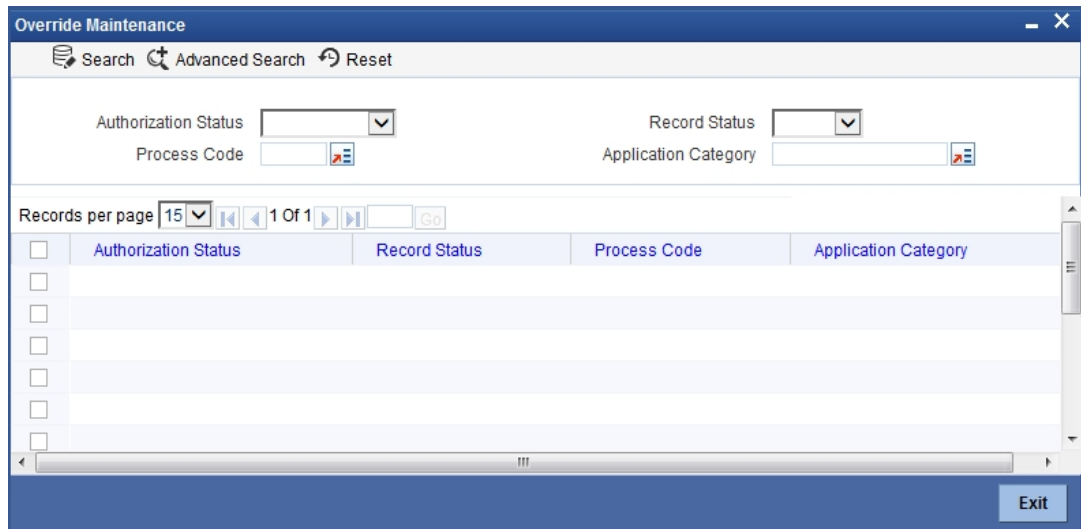 Override Maintenance
Search Advanced Search Reset
Authorization Status Record Status
Process Code Application Category
Records per page 15 1 Of 1 Go
Authorization Status Record Status Process Code Application Category
Exit